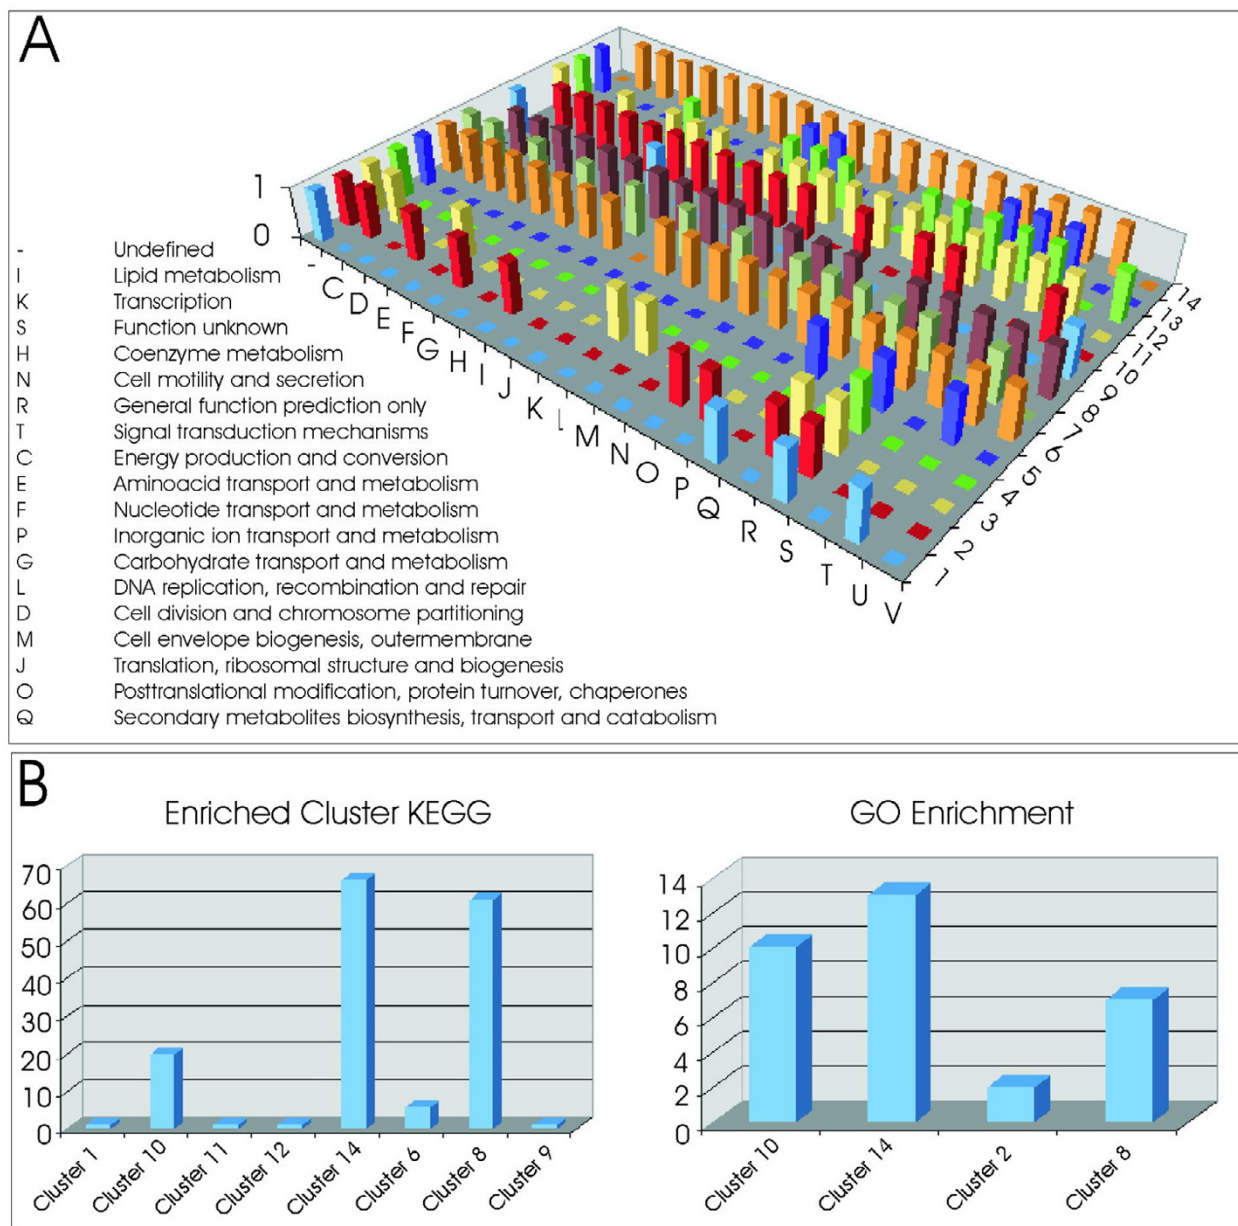 A
1
0
- Undefined
I Lipid metabolism
K Transcription
S Function unknown
H Coenzyme metabolism
N Cell motility and secretion
R General function prediction only
T Signal transduction mechanisms
C Energy production and conversion
E Aminoacid transport and metabolism
F Nucleotide transport and metabolism
P Inorganic ion transport and metabolism
G Carbohydrate transport and metabolism
L DNA replication, recombination and repair
D Cell division and chromosome partitioning
M Cell envelope biogenesis, outermembrane
J Translation, ribosomal structure and biogenesis
O Posttranslational modification, protein turnover, chaperones
Q Secondary metabolites biosynthesis, transport and catabolism
- C D E F G H I J K L M N O P Q R S T U V
1 2 3 4 5 6 7 8 9 10 11 12 13 14
B
Enriched Cluster KEGG
70
60
50
40
30
20
10
0
Cluster 1 Cluster 10 Cluster 11 Cluster 12 Cluster 14 Cluster 6 Cluster 8 Cluster 9
GO Enrichment
14
12
10
8
6
4
2
0
Cluster 10 Cluster 14 Cluster 2 Cluster 8